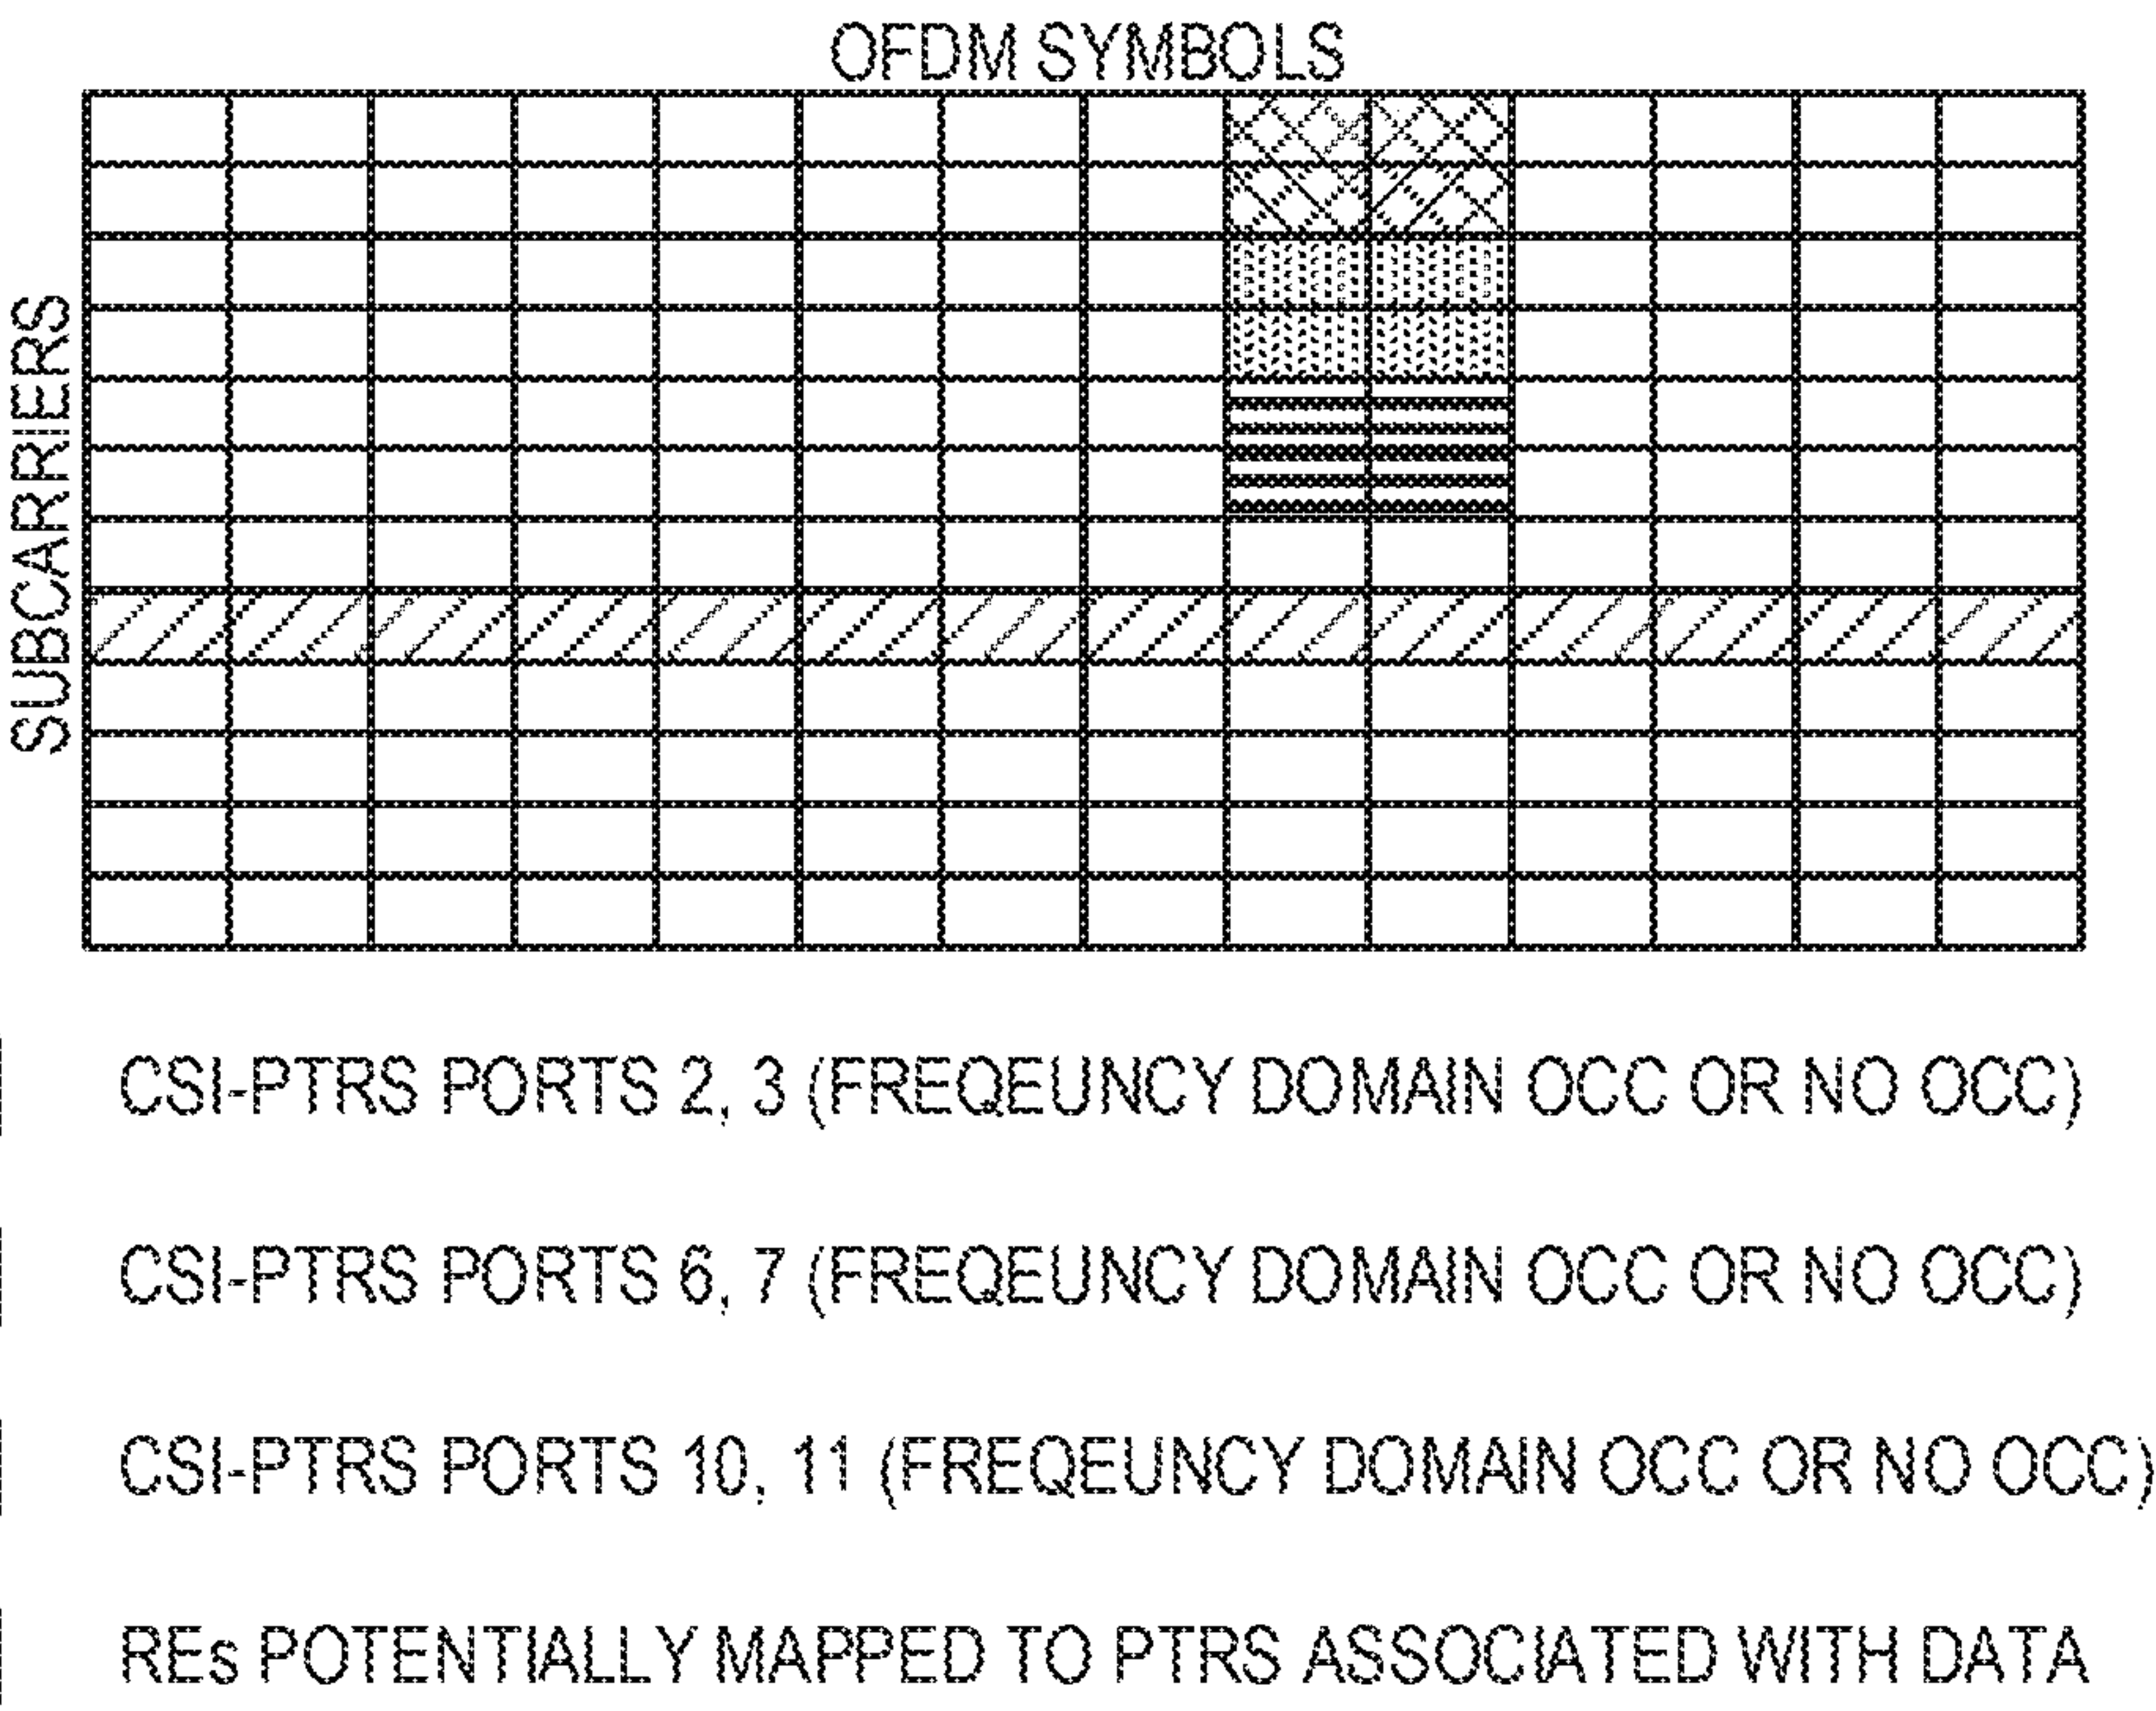 OFDM SYMBOLS
SUBCARRIERS
CSI-PTRS PORTS 2, 3 (FREQEUNCY DOMAIN OCC OR NO OCC)
CSI-PTRS PORTS 6, 7 (FREQEUNCY DOMAIN OCC OR NO OCC)
CSI-PTRS PORTS 10, 11 (FREQEUNCY DOMAIN OCC OR NO OCC)
REs POTENTIALLY MAPPED TO PTRS ASSOCIATED WITH DATA